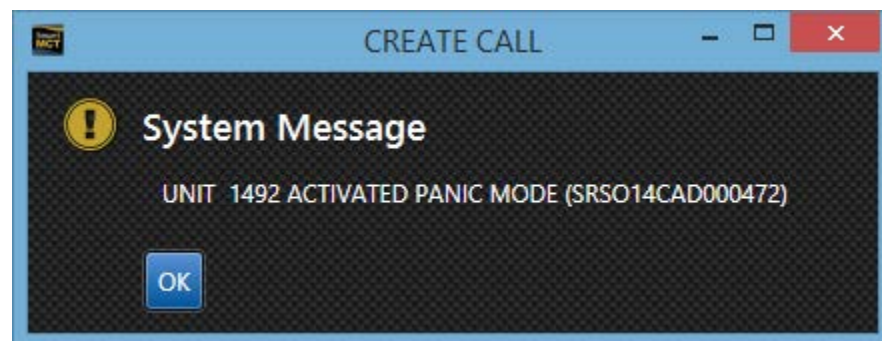 CREATE CALL
System Message
UNIT 1492 ACTIVATED PANIC MODE (SRSO14CAD000472)
OK